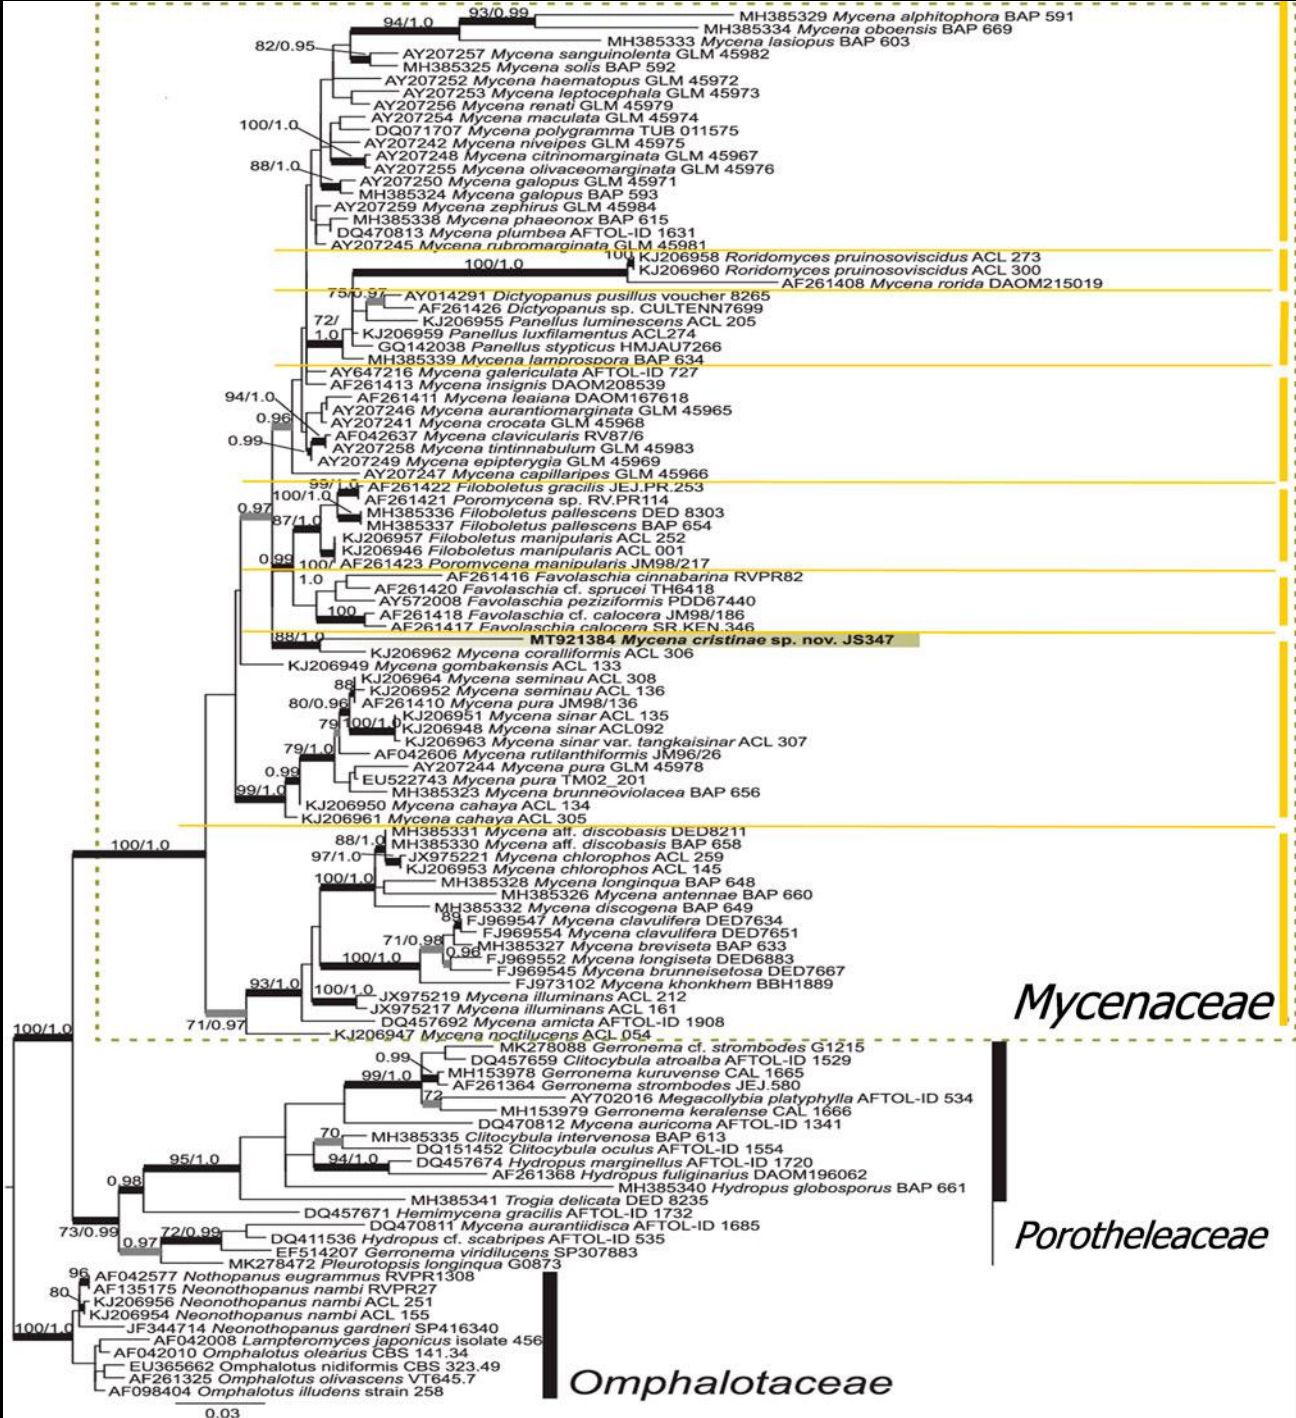 93/0.99
MH385329 Mycena alphitophora BAP 591
94/1.0
MH385334 Mycena oboensis BAP 669
MH385333 Mycena lasiopus BAP 603
82/0.95
AY207257 Mycena sanguinolenta GLM 45982
MH385325 Mycena solis BAP 592
AY207252 Mycena haematopus GLM 45972
AY207253 Mycena leptocephala GLM 45973
AY207256 Mycena renati GLM 45979
AY207254 Mycena maculata GLM 45974
100/1.0
DQ071707 Mycena polygramma TUB 011575
AY207242 Mycena niveipes GLM 45975
AY207248 Mycena citrinomarginata GLM 45967
88/1.0
AY207255 Mycena olivaceomarginata GLM 45976
AY207250 Mycena galopus GLM 45971
MH385324 Mycena galopus BAP 593
AY207259 Mycena zephirus GLM 45984
MH385338 Mycena phaeonox BAP 615
DQ470813 Mycena plumbea AFTOL-ID 1631
AY207245 Mycena rubromarginata GLM 45981
100
KJ206958 Roridomyces pruinosoviscidus ACL 273
100/1.0
KJ206960 Roridomyces pruinosoviscidus ACL 300
AF261408 Mycena rorida DAOM215019
75/0.97
AY014291 Dictyopanus pusillus voucher 8265
AF261426 Dictyopanus sp. CULTENN7699
72/
1.0
KJ206955 Panellus luminescens ACL 205
KJ206959 Panellus luxfilamentus ACL274
GQ142038 Panellus stypticus HMJAU7266
MH385339 Mycena lamprospora BAP 634
AY647216 Mycena galericulata AFTOL-ID 727
AF261413 Mycena insignis DAOM208539
94/1.0
AF261411 Mycena leaiana DAOM167618
AY207246 Mycena aurantiomarginata GLM 45965
0.96
AY207241 Mycena crocata GLM 45968
0.99
AF042637 Mycena clavicularis RV87/6
AY207258 Mycena tintinnabulum GLM 45983
AY207249 Mycena epipterygia GLM 45969
AY207247 Mycena capillaripes GLM 45966
99/1.0
AF261422 Filoboletus gracilis JEJ.PR.253
100/1.0
AF261421 Poromycena sp. RV.PR114
0.97
MH385336 Filoboletus pallescens DED 8303
87/1.0
MH385337 Filoboletus pallescens BAP 654
KJ206957 Filoboletus manipularis ACL 252
KJ206946 Filoboletus manipularis ACL 001
0.99
100/
1.0
AF261423 Poromycena manipularis JM98/217
AF261416 Favolaschia cinnabarina RVPR82
AF261420 Favolaschia cf. sprucei TH6418
AY572008 Favolaschia peziziformis PDD67440
100
AF261418 Favolaschia cf. calocera JM98/186
AF261417 Favolaschia calocera SR.KEN.346
88/1.0
MT921384 Mycena cristinae sp. nov. JS347
KJ206962 Mycena coralliformis ACL 306
KJ206949 Mycena gombakensis ACL 133
KJ206964 Mycena seminau ACL 308
88
KJ206952 Mycena seminau ACL 136
80/0.96
AF261410 Mycena pura JM98/136
KJ206951 Mycena sinar ACL 135
79
100/1.0
KJ206948 Mycena sinar ACL092
KJ206963 Mycena sinar var. tangkaisinar ACL 307
79/1.0
AF042606 Mycena rutilanthiformis JM96/26
AY207244 Mycena pura GLM 45978
0.99
EU522743 Mycena pura TM02_201
99/1.0
MH385323 Mycena brunneoviolacea BAP 656
KJ206950 Mycena cahaya ACL 134
KJ206961 Mycena cahaya ACL 305
MH385331 Mycena aff. discobasis DED8211
88/1.0
MH385330 Mycena aff. discobasis BAP 658
100/1.0
97/1.0
JX975221 Mycena chlorophos ACL 259
KJ206953 Mycena chlorophos ACL 145
100/1.0
MH385328 Mycena longinqua BAP 648
MH385326 Mycena antennae BAP 660
MH385332 Mycena discogena BAP 649
89
FJ969547 Mycena clavulifera DED7634
FJ969554 Mycena clavulifera DED7651
71/0.98
MH385327 Mycena breviseta BAP 633
0.96
100/1.0
FJ969552 Mycena longiseta DED6883
FJ969545 Mycena brunneisetosa DED7667
93/1.0
FJ973102 Mycena khonkhem BBH1889
100/1.0
JX975219 Mycena illuminans ACL 212
JX975217 Mycena illuminans ACL 161
Mycenaceae
71/0.97
DQ457692 Mycena amicta AFTOL-ID 1908
100/1.0
KJ206947 Mycena noctilucens ACL 054
MK278088 Gerronema cf. strombodes G1215
0.99
DQ457659 Clitocybula atroalba AFTOL-ID 1529
99/1.0
MH153978 Gerronema kuruvense CAL 1665
AF261364 Gerronema strombodes JEJ.580
72
AY702016 Megacollybia platyphylla AFTOL-ID 534
MH153979 Gerronema keralense CAL 1666
DQ470812 Mycena auricoma AFTOL-ID 1341
70
MH385335 Clitocybula intervenosa BAP 613
DQ151452 Clitocybula oculus AFTOL-ID 1554
95/1.0
94/1.0
DQ457674 Hydropus marginellus AFTOL-ID 1720
AF261368 Hydropus fuliginarius DAOM196062
0.98
MH385340 Hydropus globosporus BAP 661
MH385341 Trogia delicata DED 8235
DQ457671 Hemimycena gracilis AFTOL-ID 1732
73/0.99
72/0.99
DQ470811 Mycena aurantiidisca AFTOL-ID 1685
0.97
DQ411536 Hydropus cf. scabripes AFTOL-ID 535
Porotheleaceae
EF514207 Gerronema viridilucens SP307883
MK278472 Pleurotopsis longinqua G0873
96
AF042577 Nothopanus eugrammus RVPR1308
80
AF135175 Neonothopanus nambi RVPR27
KJ206956 Neonothopanus nambi ACL 251
KJ206954 Neonothopanus nambi ACL 155
100/1.0
JF344714 Neonothopanus gardneri SP416340
AF042008 Lampteromyces japonicus isolate 456
AF042010 Omphalotus olearius CBS 141.34
EU365662 Omphalotus nidiformis CBS 323.49
AF261325 Omphalotus olivascens VT645.7
Omphalotaceae
AF098404 Omphalotus illudens strain 258
0.03